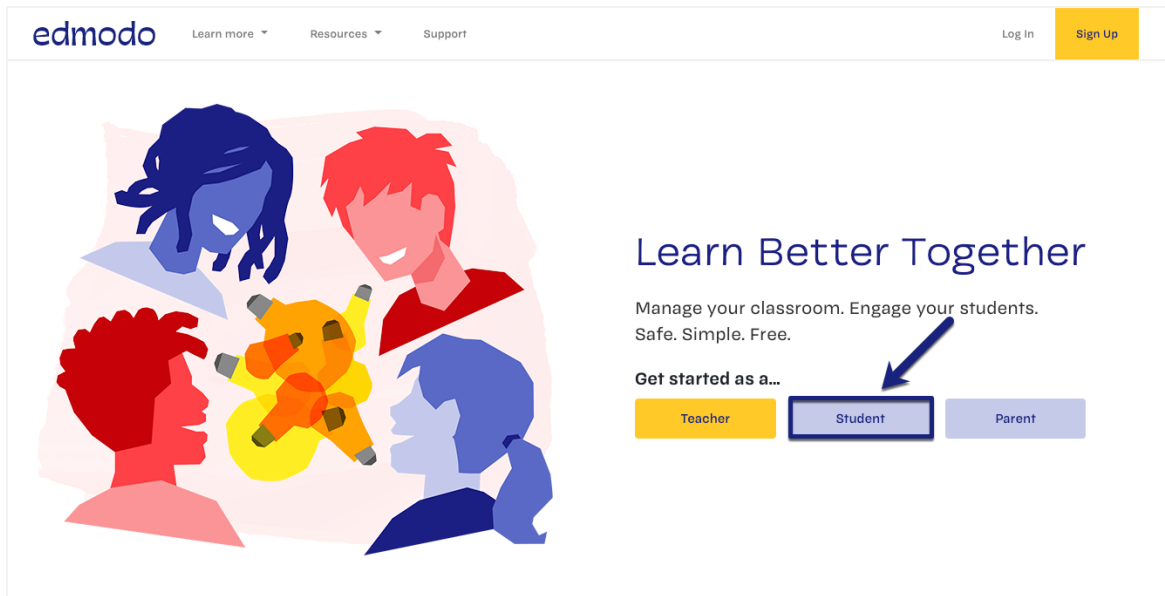 edmodo
Learn more
Resources
Support
Log In
Sign Up
Learn Better Together
Manage your classroom. Engage your students.
Safe. Simple. Free.
Get started as a...
Teacher
Student
Parent